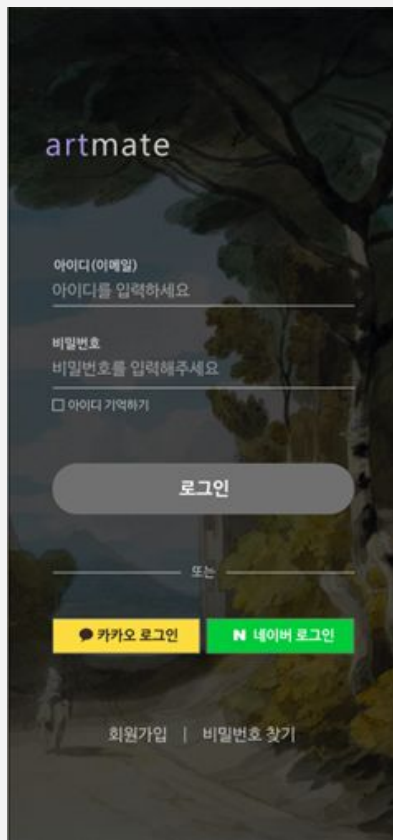 artmate
아이디(이메일)
아이디를 입력하세요
비밀번호
비밀번호를 입력해주세요
아이디 기억하기
로그인
또는
카카오 로그인
N 네이버 로그인
회원가입 | 비밀번호 찾기